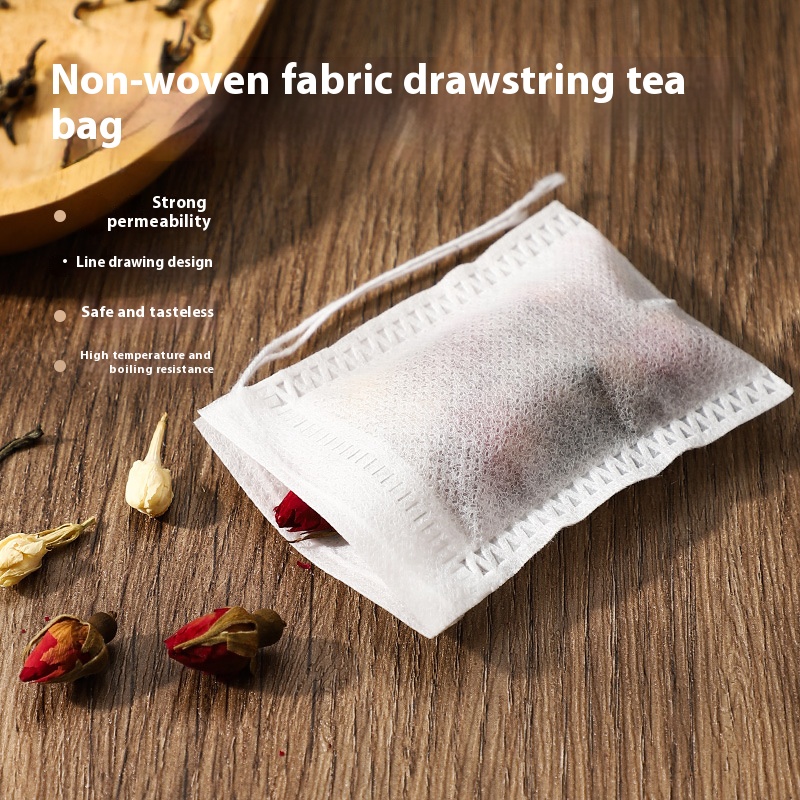 Non-woven fabric drawstring tea
bag
Strong
permeability
• Line drawing design
Safe and tasteless
High temperature and
boiling resistance